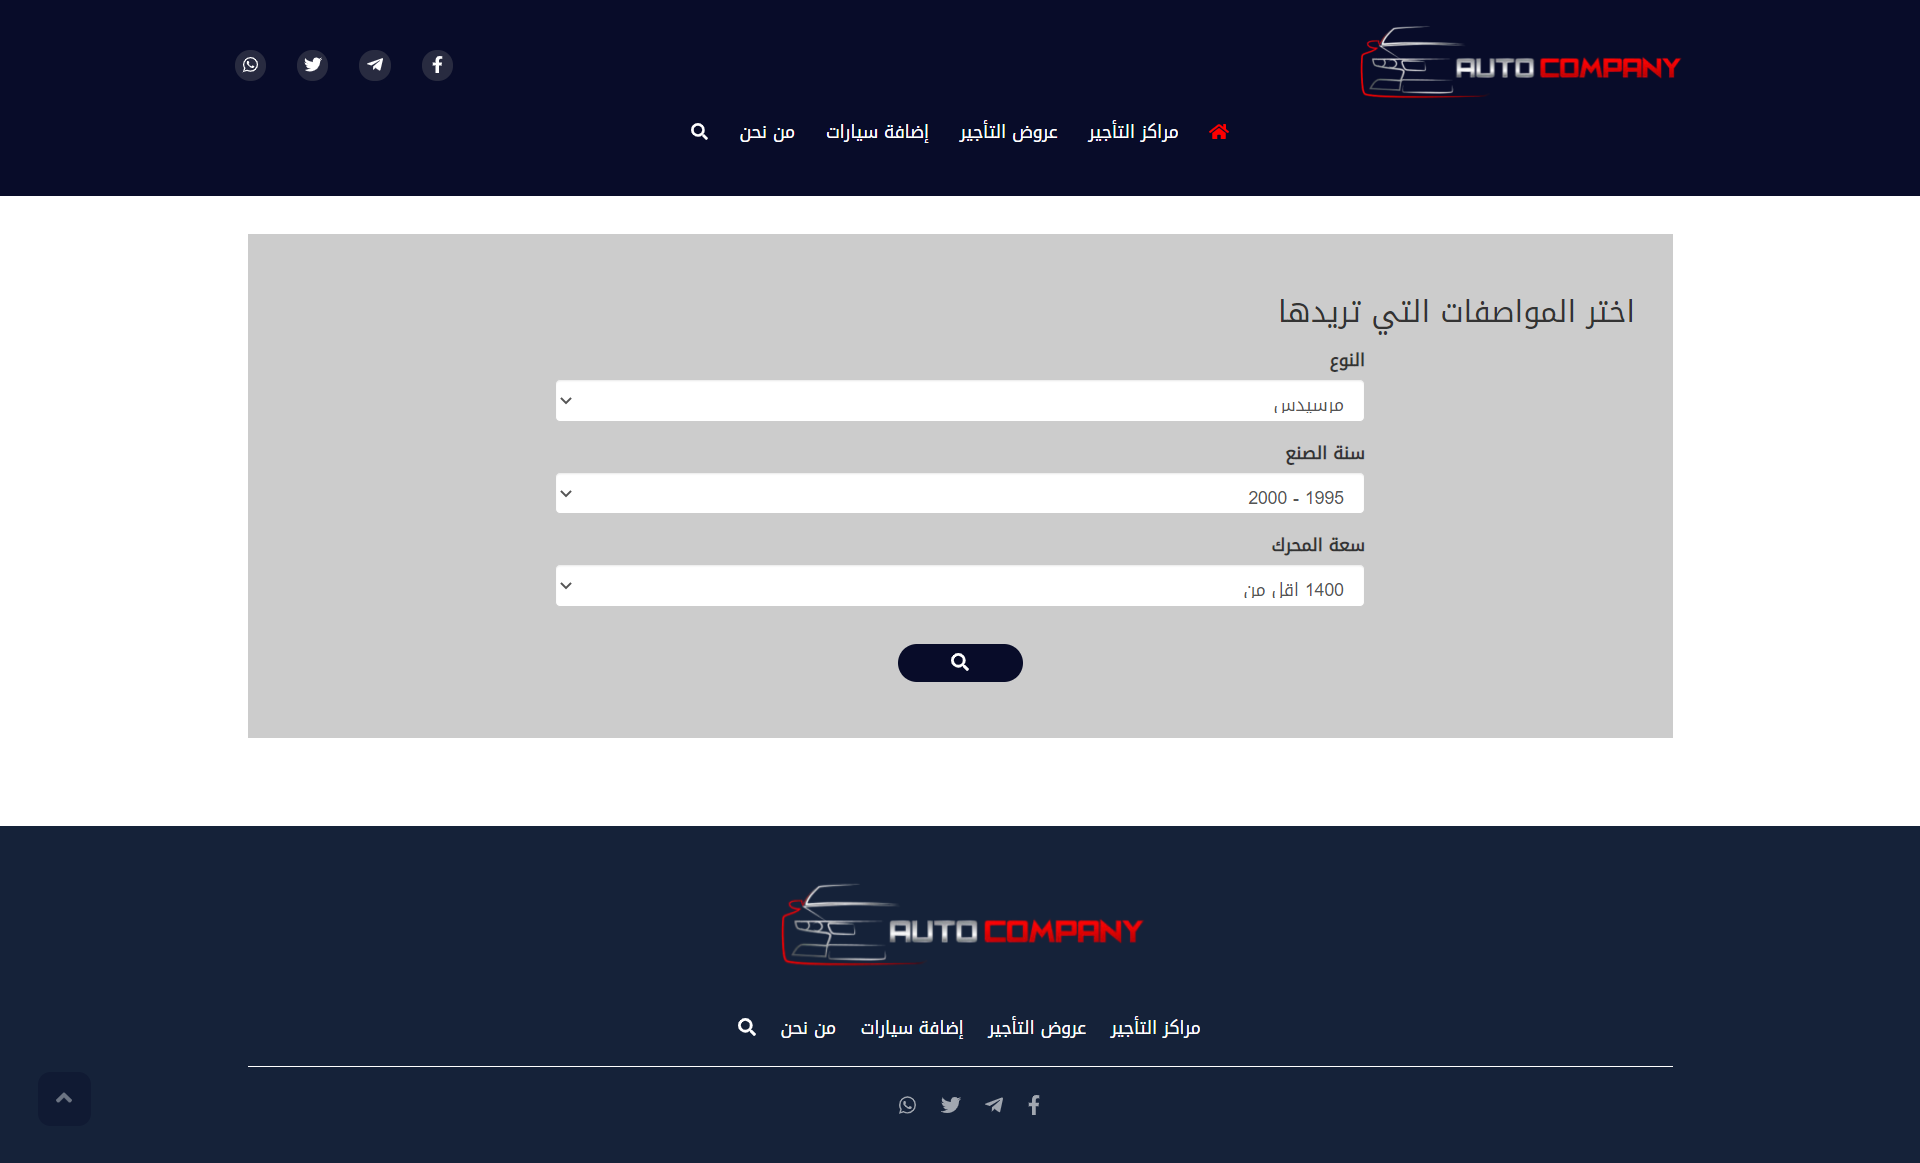 AUTO COMPANY
مراكز التأجير
عروض التأجير
إضافة سيارات
من نحن
اختر المواصفات التي تريدها
النوع
مرسيدس
سنة الصنع
1995 - 2000
سعة المحرك
1400 اقل من
AUTO COMPANY
مراكز التأجير
عروض التأجير
إضافة سيارات
من نحن